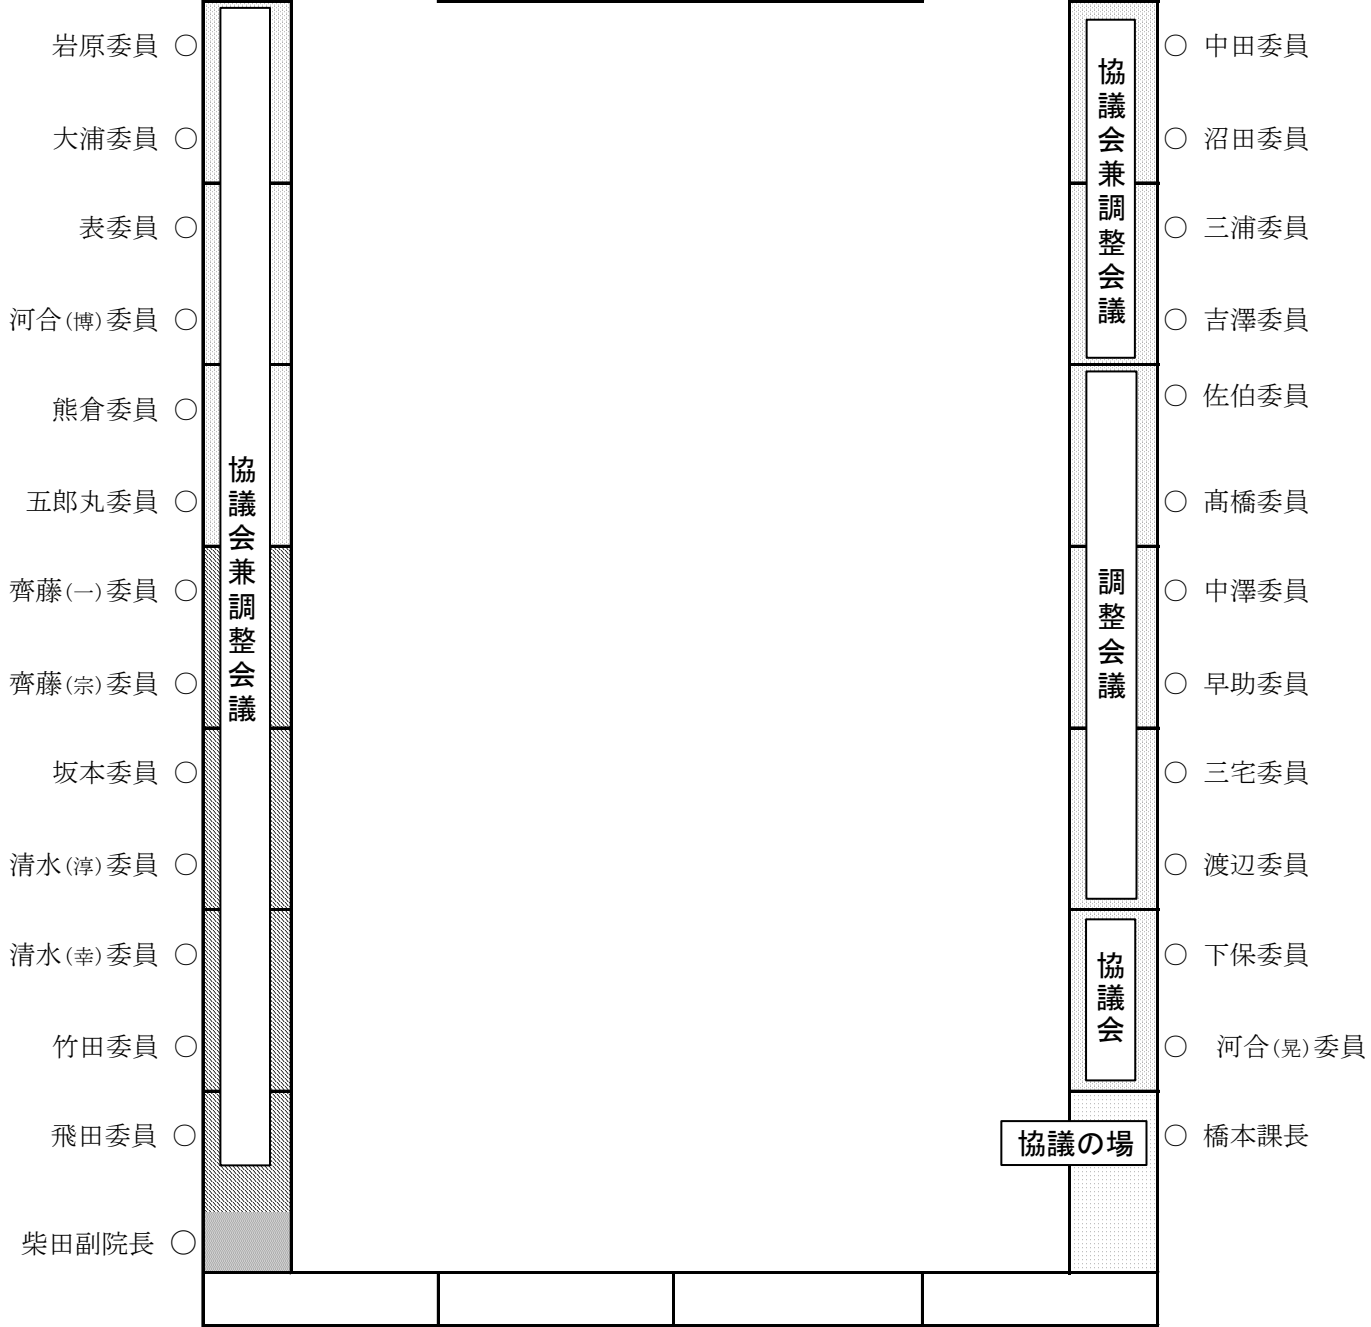 岩原委員 ○
大浦委員 ○
表委員 ○
河合(博)委員 ○
熊倉委員 ○
五郎丸委員 ○
齊藤(一)委員 ○
齊藤(宗)委員 ○
坂本委員 ○
清水(淳)委員 ○
清水(幸)委員 ○
竹田委員 ○
飛田委員 ○
柴田副院長 ○
協議会兼調整会議
協議会兼調整会議
調整会議
協議会
協議の場
○ 中田委員
○ 沼田委員
○ 三浦委員
○ 吉澤委員
○ 佐伯委員
○ 髙橋委員
○ 中澤委員
○ 早助委員
○ 三宅委員
○ 渡辺委員
○ 下保委員
○ 河合(晃)委員
○ 橋本課長